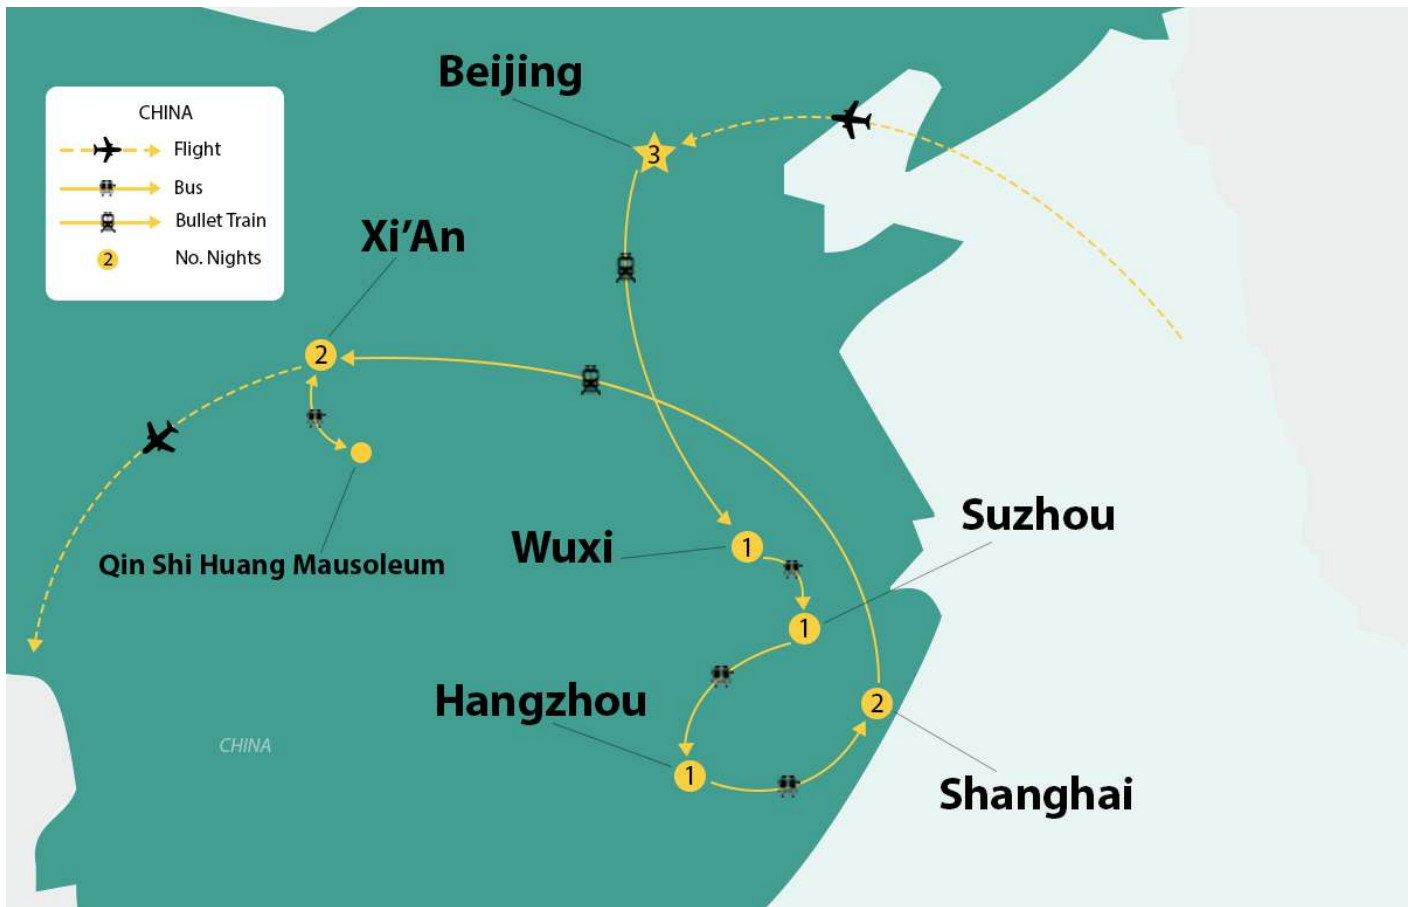 Beijing
CHINA
Flight
Bus
Bullet Train
2 No. Nights
3
Xi'An
2
Qin Shi Huang Mausoleum
Wuxi
1
Suzhou
1
Hangzhou
1
2
Shanghai
CHINA